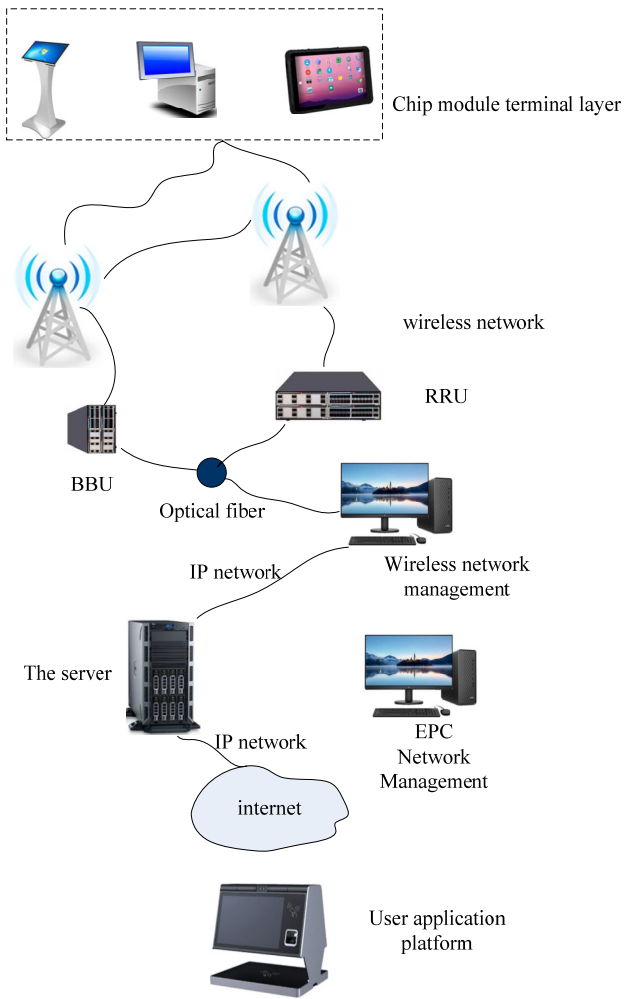 Chip module terminal layer
wireless network
RRU
BBU
Optical fiber
Wireless network
management
IP network
The server
EPC
Network
Management
IP network
internet
User application
platform